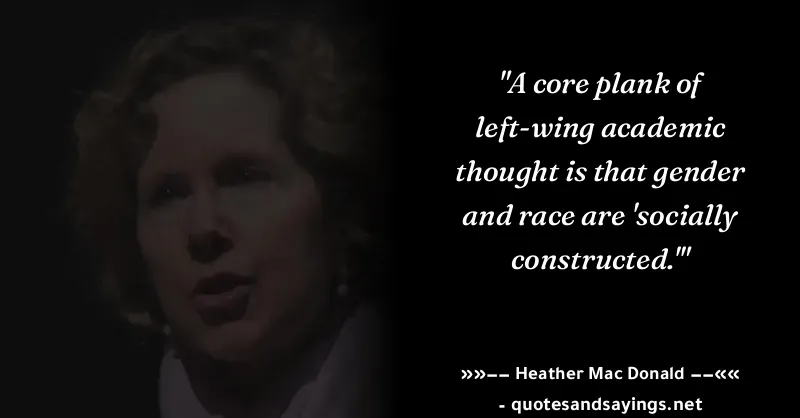 "A core plank of
left-wing academic
thought is that gender
and race are 'socially
constructed.'"
»»−− Heather Mac Donald −−««
- quotesandsayings.net